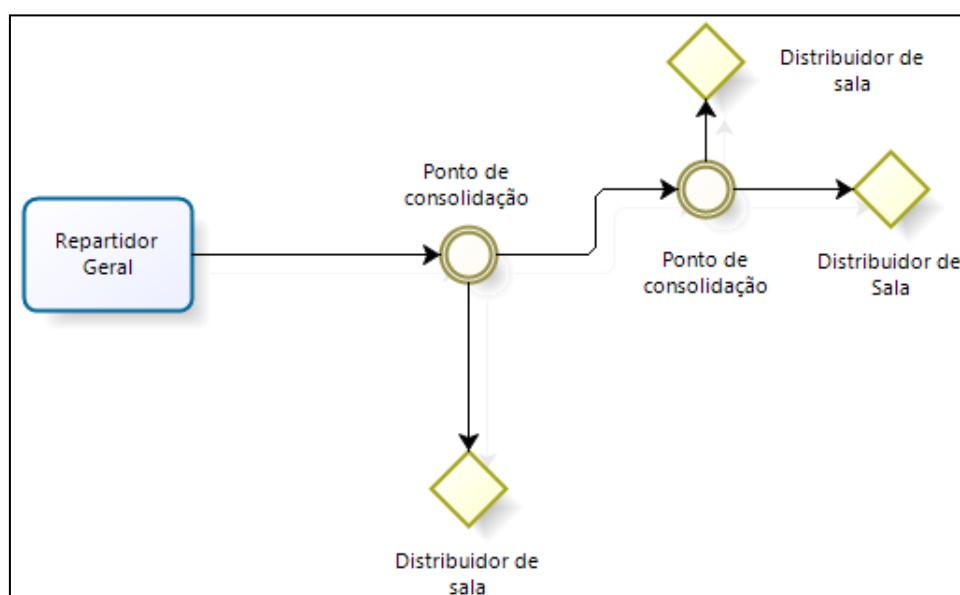 Distribuidor de
sala
Ponto de
consolidação
Repartidor
Geral
Ponto de
consolidação
Distribuidor de
Sala
Distribuidor de
sala